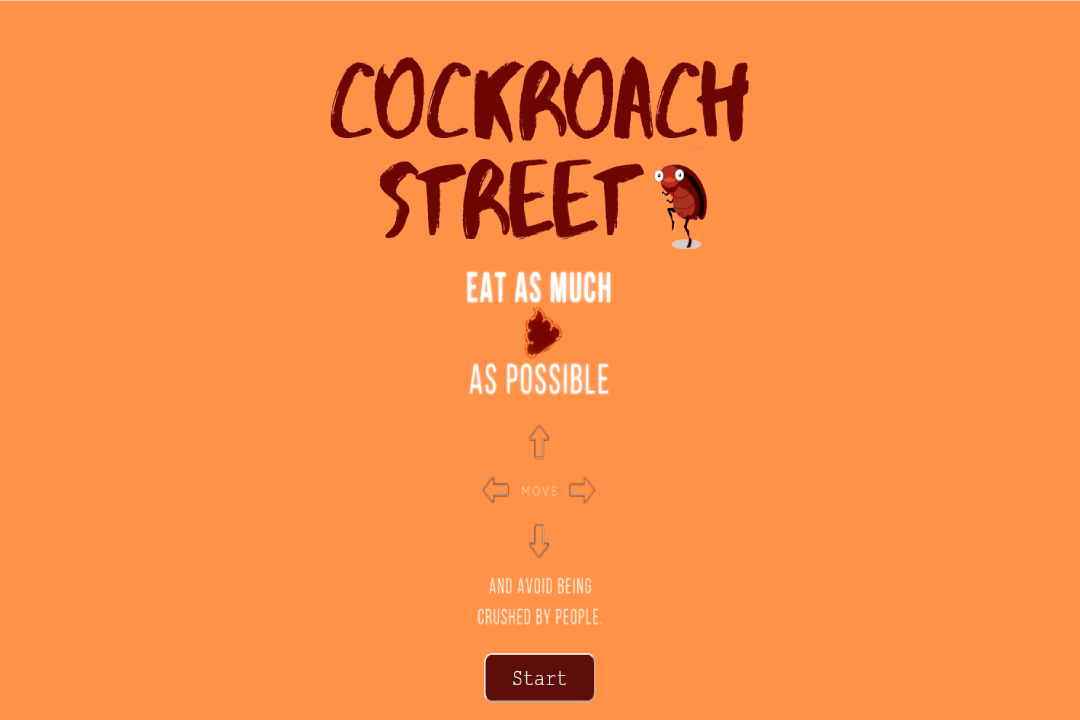 COCKROACH
STREET
EAT AS MUCH
AS POSSIBLE
MOVE
AND AVOID BEING
CRUSHED BY PEOPLE.
Start